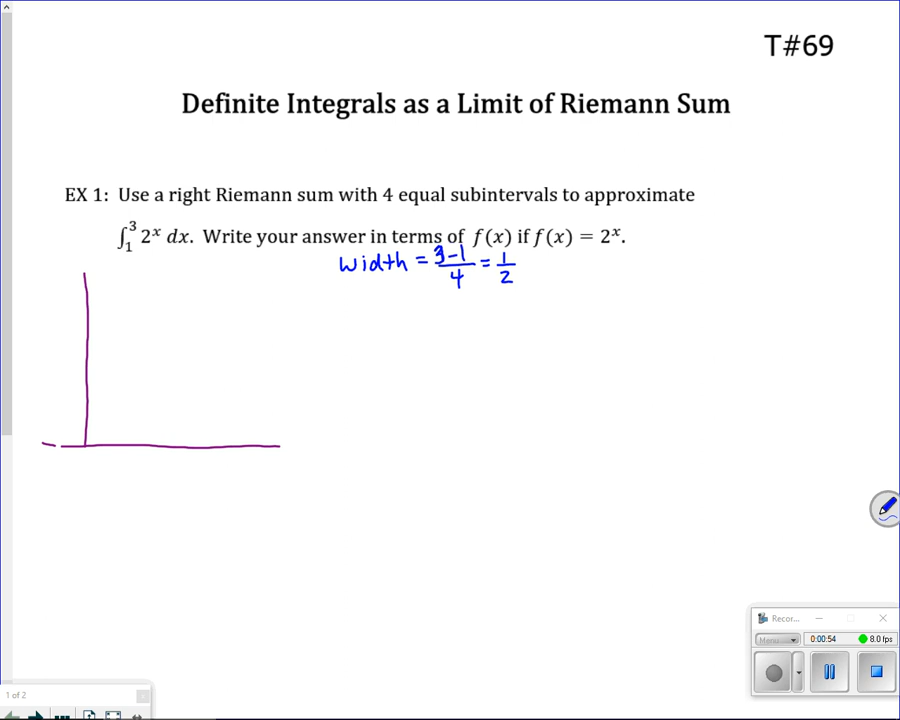 T#69
Definite Integrals as a Limit of Riemann Sum
EX 1: Use a right Riemann sum with 4 equal subintervals to approximate
∫₁³ 2ˣ dx. Write your answer in terms of f(x) if f(x) = 2ˣ.
Width = (3-1)/4 = 1/2
Recor...
Menu 0:00:54 8.0 fps
1 of 2